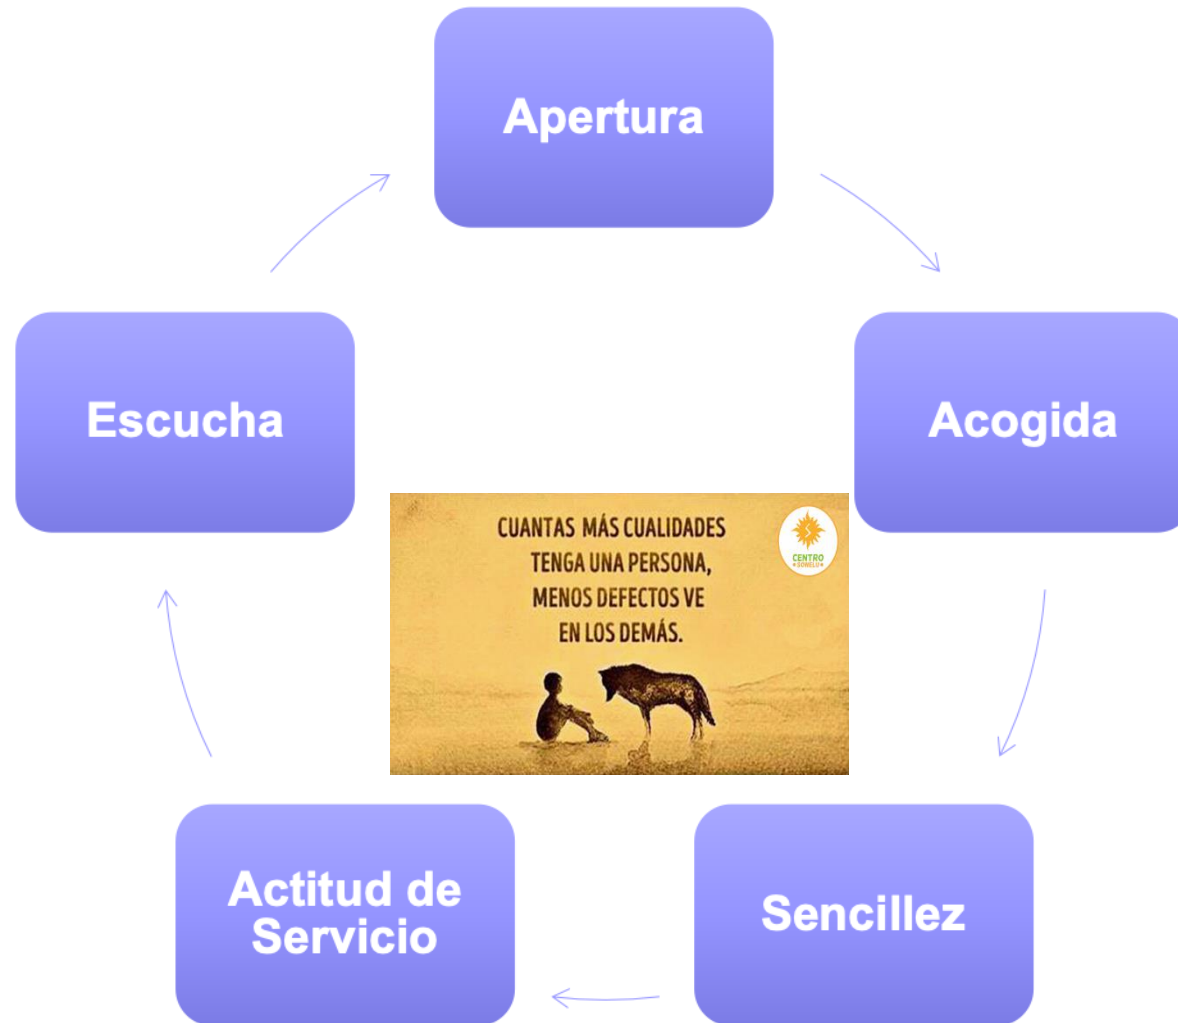 Apertura
Escucha
Acogida
CUANTAS MÁS CUALIDADES
TENGA UNA PERSONA,
MENOS DEFECTOS VE
EN LOS DEMÁS.
CENTRO
SOWELU
Actitud de
Servicio
Sencillez